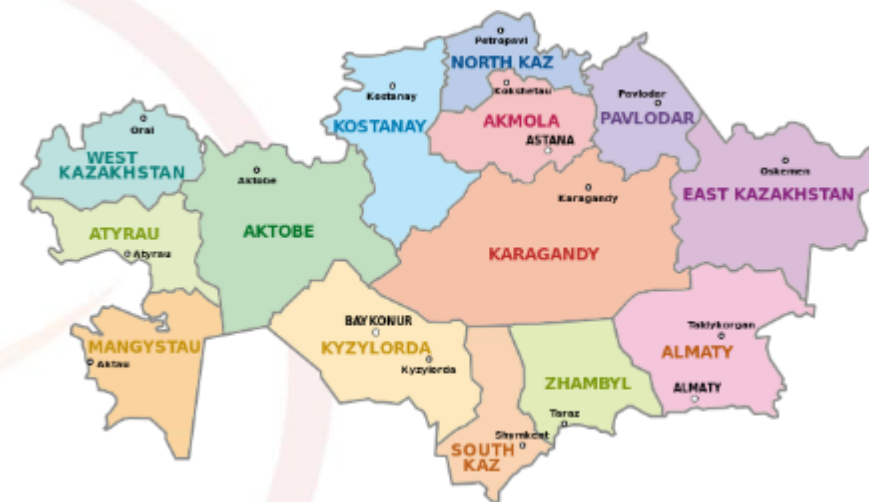 Petropavl
NORTH KAZ
Kokshetau
Kostanay
KOSTANAY
AKMOLA
ASTANA
Pavlodar
PAVLODAR
Oral
WEST
KAZAKHSTAN
Aktobe
AKTOBE
Karagandy
KARAGANDY
Oskemen
EAST KAZAKHSTAN
ATYRAU
Atyrau
MANGYSTAU
Aktau
BAYKONUR
KYZYLORDA
Kyzylorda
Taldykorgan
ALMATY
ALMATY
ZHAMBYL
Taraz
Shymkent
SOUTH
KAZ